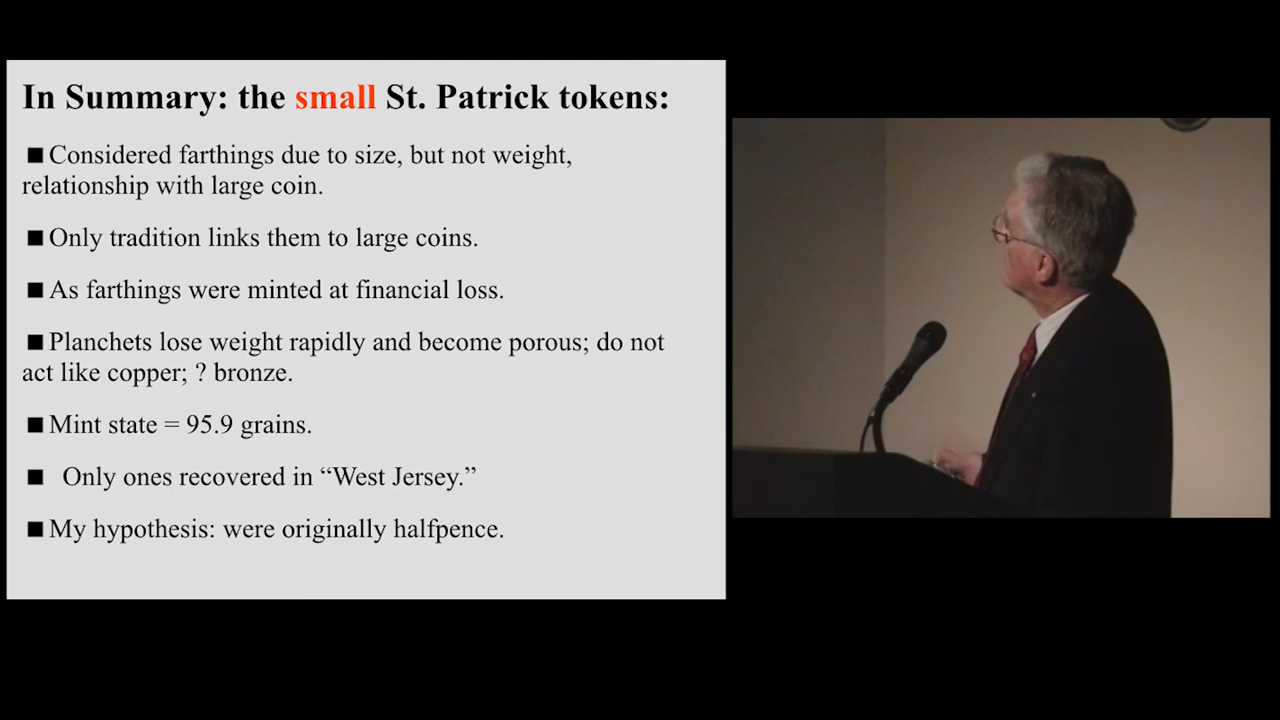 In Summary: the small St. Patrick tokens:
■ Considered farthings due to size, but not weight,
relationship with large coin.
■ Only tradition links them to large coins.
■ As farthings were minted at financial loss.
■ Planchets lose weight rapidly and become porous; do not
act like copper; ? bronze.
■ Mint state = 95.9 grains.
■ Only ones recovered in “West Jersey.”
■ My hypothesis: were originally halfpence.